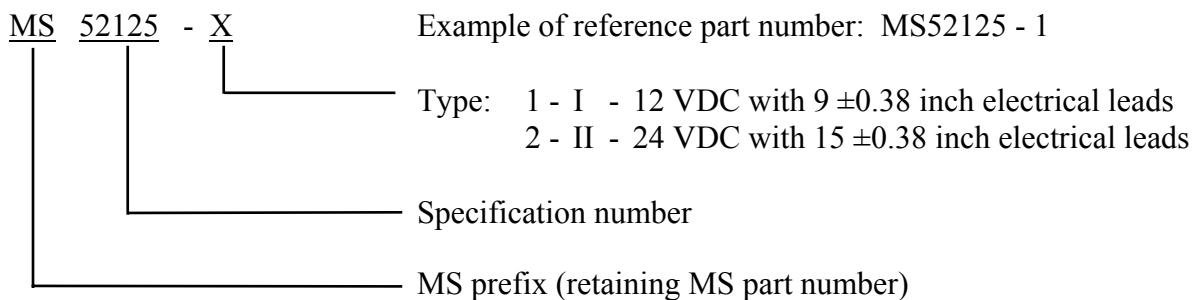 MS 52125 - X Example of reference part number: MS52125 - 1
Type: 1 - I - 12 VDC with 9 ±0.38 inch electrical leads
2 - II - 24 VDC with 15 ±0.38 inch electrical leads
Specification number
MS prefix (retaining MS part number)